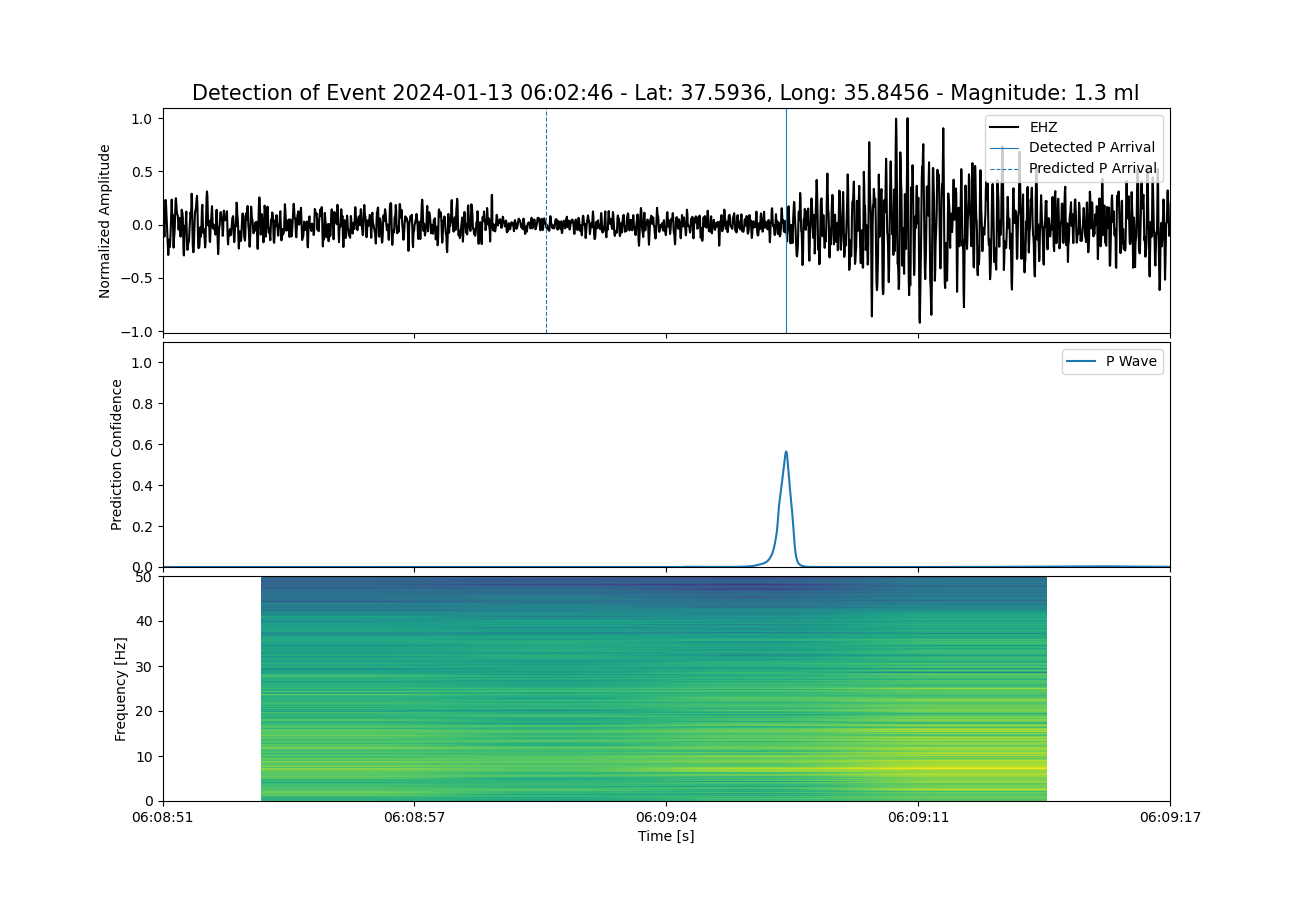 Detection of Event 2024-01-13 06:02:46 - Lat: 37.5936, Long: 35.8456 - Magnitude: 1.3 ml
Normalized Amplitude
1.0
0.5
0.0
−0.5
−1.0
EHZ
Detected P Arrival
Predicted P Arrival
Prediction Confidence
1.0
0.8
0.6
0.4
0.2
0.0
P Wave
Frequency [Hz]
50
40
30
20
10
0
06:08:51
06:08:57
06:09:04
06:09:11
06:09:17
Time [s]